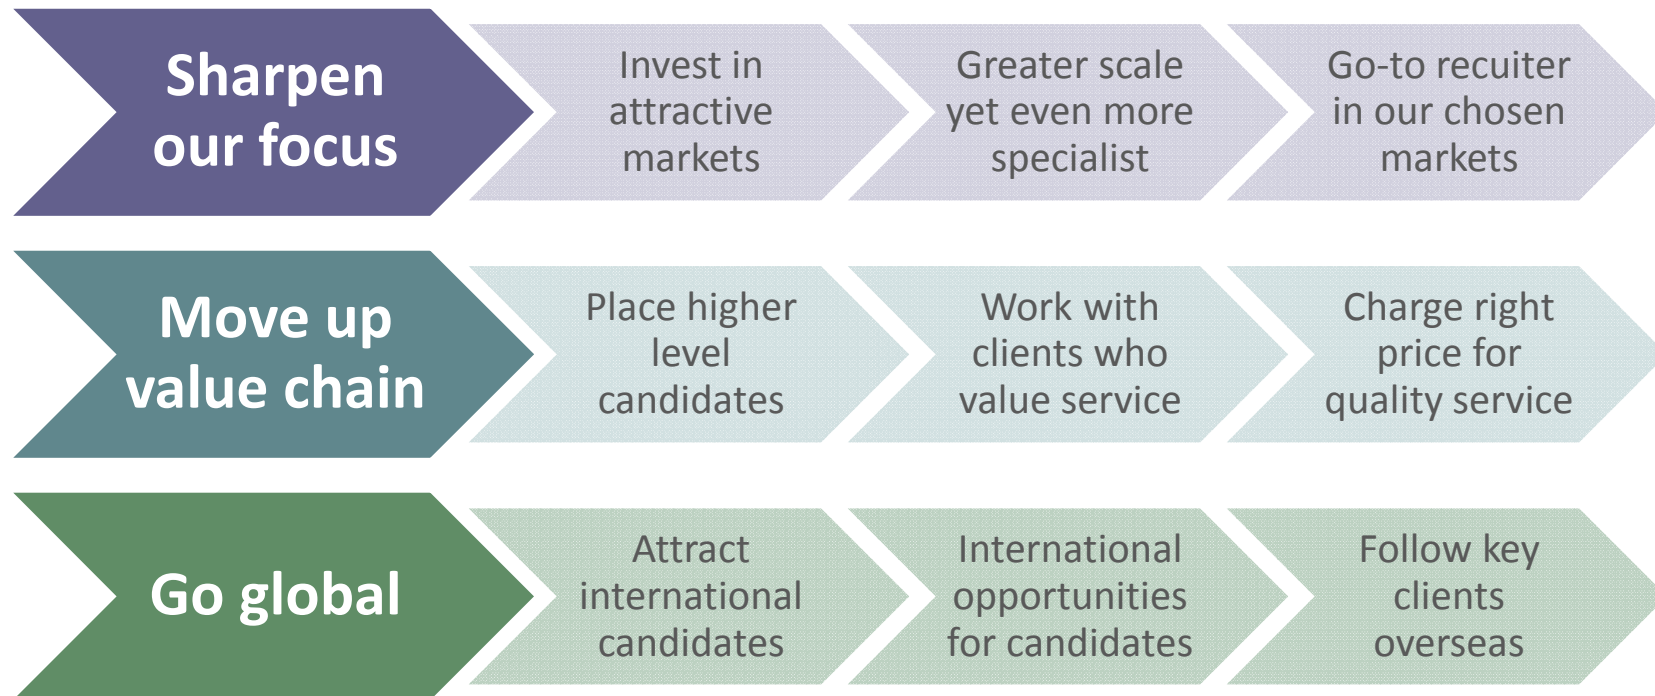 Sharpen
our focus
Invest in
attractive
markets
Greater scale
yet even more
specialist
Go-to recuiter
in our chosen
markets
Move up
value chain
Place higher
level
candidates
Work with
clients who
value service
Charge right
price for
quality service
Go global
Attract
international
candidates
International
opportunities
for candidates
Follow key
clients
overseas